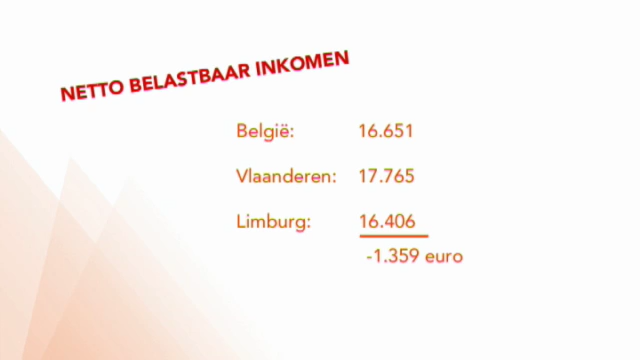 NETTO BELASTBAAR INKOMEN
België: 16.651
Vlaanderen: 17.765
Limburg: 16.406
-1.359 euro